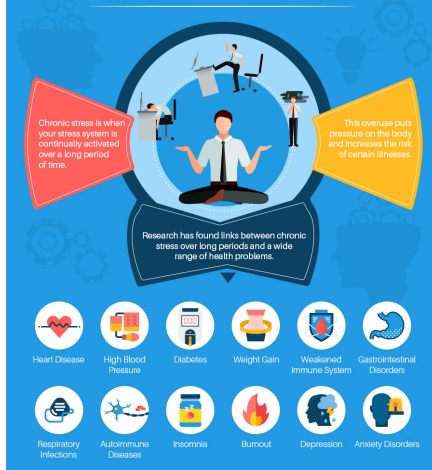 Chronic stress is when
your stress system is
continually activated
over a long period
of time.
This overuse puts
pressure on the body
and increases the risk
of certain illnesses.
Research has found links between chronic
stress over long periods and a wide
range of health problems.
Heart Disease
High Blood
Pressure
Diabetes
Weight Gain
Weakened
Immune System
Gastrointestinal
Disorders
Respiratory
Infections
Autoimmune
Diseases
Insomnia
Burnout
Depression
Anxiety Disorders